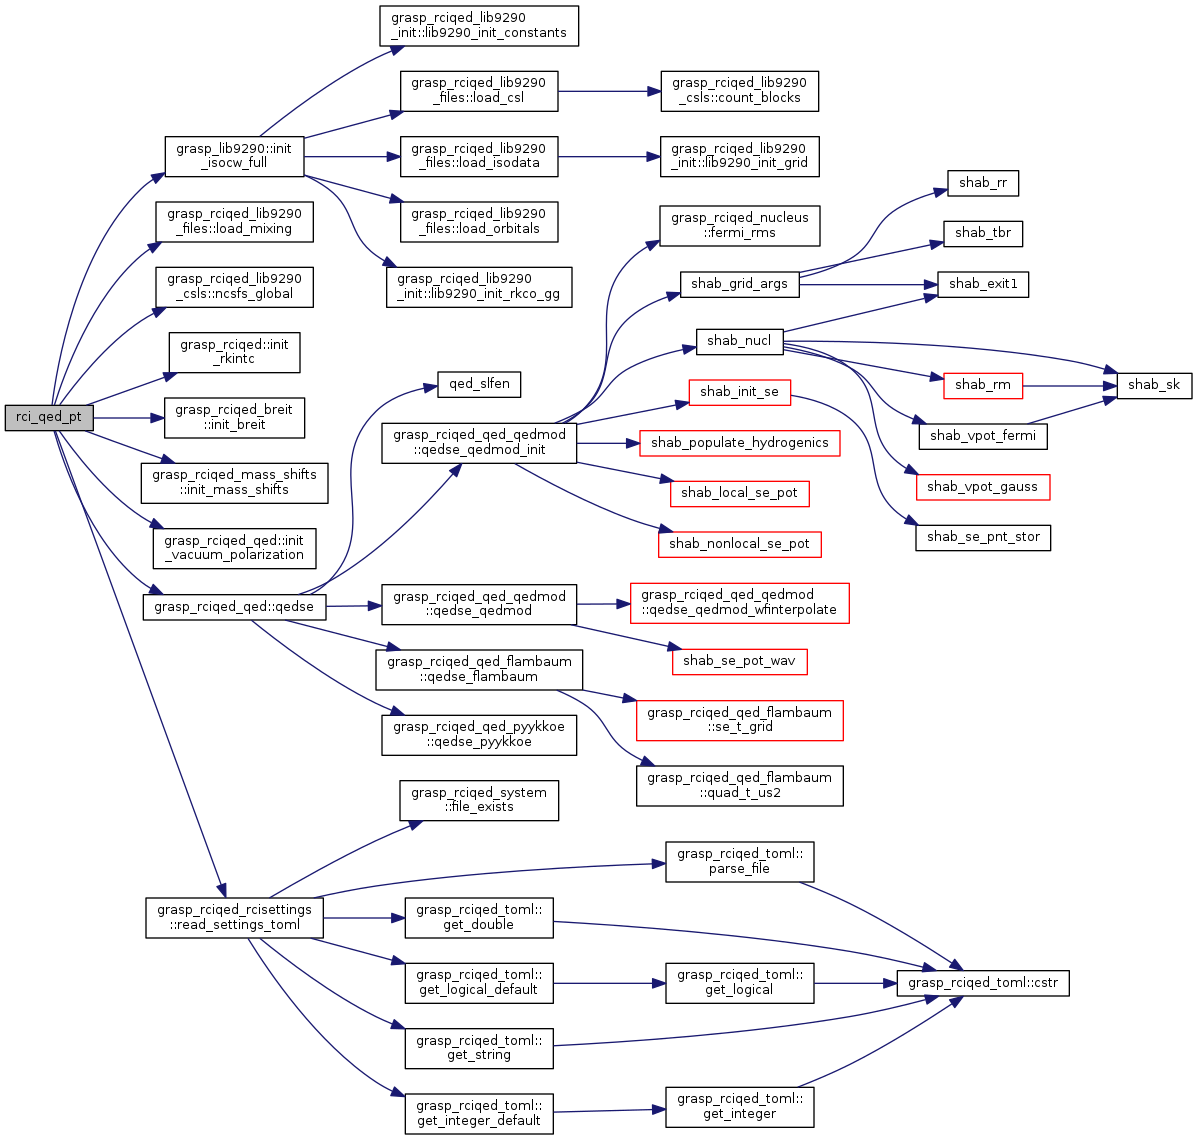 grasp_rciqed_lib9290
_init::lib9290_init_constants
grasp_rciqed_lib9290
_files::load_csl
grasp_rciqed_lib9290
_csls::count_blocks
grasp_lib9290::init
_isocw_full
grasp_rciqed_lib9290
_files::load_isodata
grasp_rciqed_lib9290
_init::lib9290_init_grid
shab_rr
grasp_rciqed_lib9290
_files::load_mixing
grasp_rciqed_lib9290
_files::load_orbitals
grasp_rciqed_nucleus
::fermi_rms
shab_tbr
grasp_rciqed_lib9290
_csls::ncsfs_global
grasp_rciqed_lib9290
_init::lib9290_init_rkco_gg
shab_grid_args
shab_exit1
grasp_rciqed::init
_rkintc
shab_nucl
qed_slfen
shab_init_se
shab_rm
shab_sk
rci_qed_pt
grasp_rciqed_breit
::init_breit
grasp_rciqed_qed_qedmod
::qedse_qedmod_init
shab_populate_hydrogenics
shab_vpot_fermi
grasp_rciqed_mass_shifts
::init_mass_shifts
shab_local_se_pot
shab_vpot_gauss
grasp_rciqed_qed::init
_vacuum_polarization
shab_nonlocal_se_pot
shab_se_pnt_stor
grasp_rciqed_qed::qedse
grasp_rciqed_qed_qedmod
::qedse_qedmod
grasp_rciqed_qed_qedmod
::qedse_qedmod_wfinterpolate
grasp_rciqed_qed_flambaum
::qedse_flambaum
shab_se_pot_wav
grasp_rciqed_qed_pyykkoe
::qedse_pyykkoe
grasp_rciqed_qed_flambaum
::se_t_grid
grasp_rciqed_system
::file_exists
grasp_rciqed_qed_flambaum
::quad_t_us2
grasp_rciqed_toml::
parse_file
grasp_rciqed_rcisettings
::read_settings_toml
grasp_rciqed_toml::
get_double
grasp_rciqed_toml::
get_logical_default
grasp_rciqed_toml::
get_logical
grasp_rciqed_toml::cstr
grasp_rciqed_toml::
get_string
grasp_rciqed_toml::
get_integer_default
grasp_rciqed_toml::
get_integer